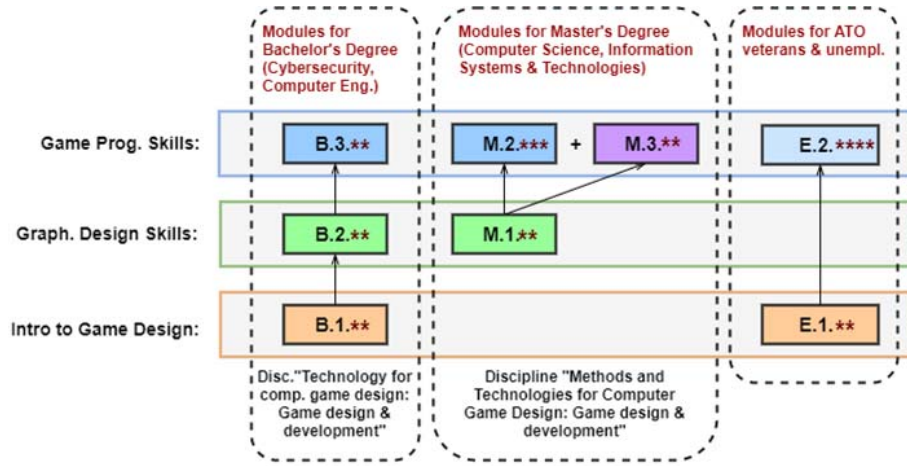 Modules for
Bachelor's Degree
(Cybersecurity,
Computer Eng.)
Modules for Master's Degree
(Computer Science, Information
Systems & Technologies)
Modules for ATO
veterans & unempl.
Game Prog. Skills:
B.3.**
M.2.***
+
M.3.**
E.2.****
Graph. Design Skills:
B.2.**
M.1.**
Intro to Game Design:
B.1.**
E.1.**
Disc."Technology for
comp. game design:
Game design &
development"
Discipline "Methods and
Technologies for Computer
Game Design: Game design &
development"